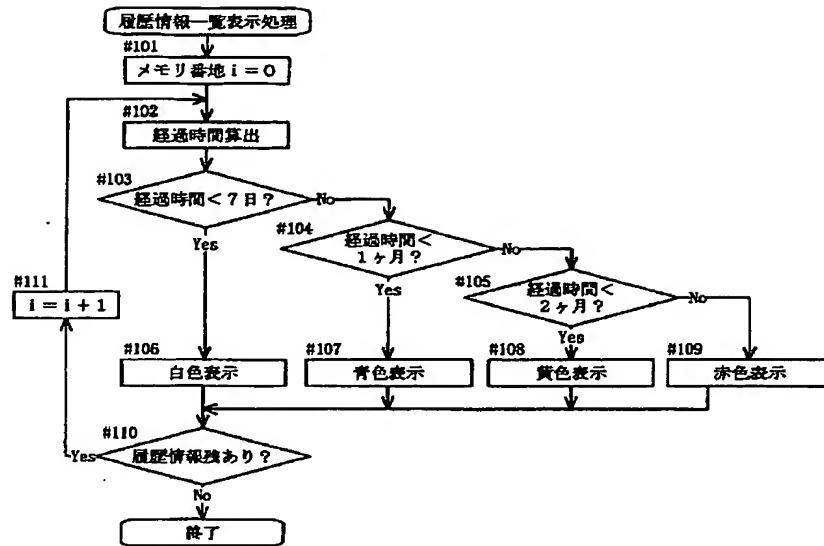 履歴情報一覧表示処理
#101
メモリ番地 i = 0
#102
経過時間算出
#103
経過時間 < 7日?
No
#104
Yes
経過時間 <
1ヶ月?
No
#105
#111
i = i + 1
Yes
経過時間 <
2ヶ月?
No
Yes
#106
白色表示
#107
青色表示
#108
黄色表示
#109
赤色表示
#110
Yes
履歴情報残あり?
No
終了